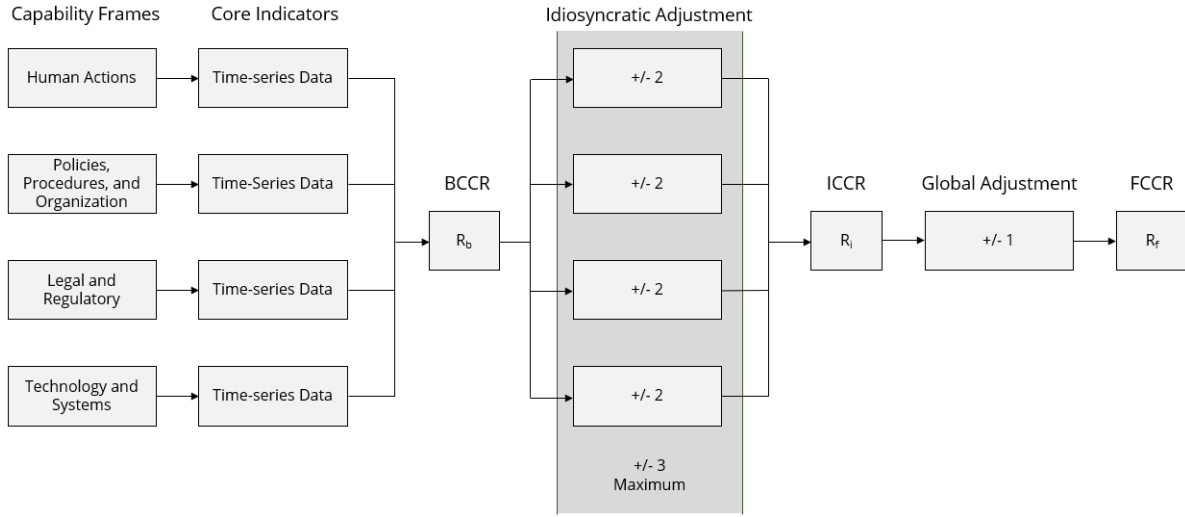 Capability Frames
Core Indicators
Idiosyncratic Adjustment
Human Actions
Time-series Data
+/- 2
Policies,
Procedures, and
Organization
Time-Series Data
+/- 2
BCCR
ICCR
Global Adjustment
FCCR
R_b
R_i
+/- 1
R_f
Legal and
Regulatory
Time-series Data
+/- 2
Technology and
Systems
Time-series Data
+/- 2
+/- 3
Maximum